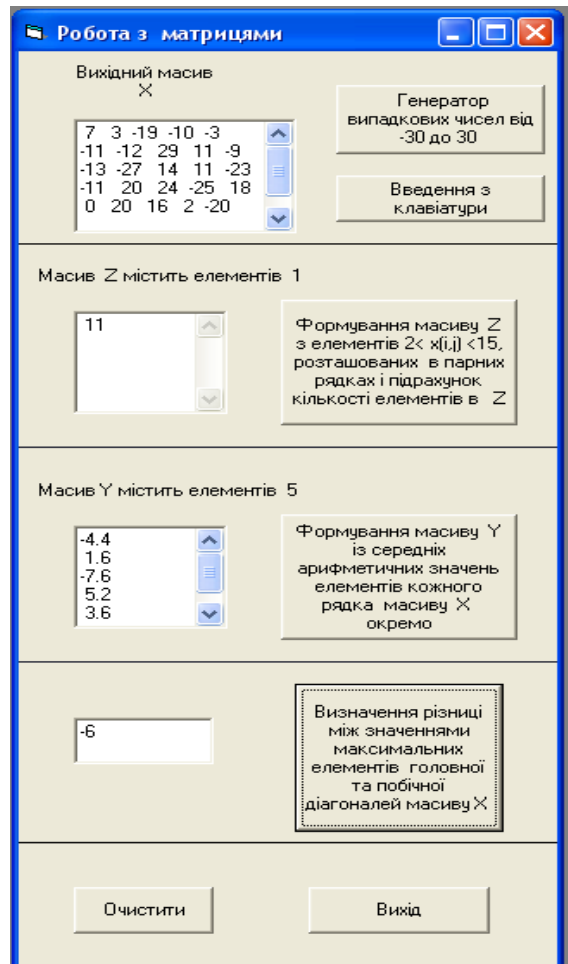 Робота з матрицями
Вихідний масив
X
7 3 -19 -10 -3
-11 -12 29 11 -9
-13 -27 14 11 -23
-11 20 24 -25 18
0 20 16 2 -20
Генератор
випадкових чисел від
-30 до 30
Введення з
клавіатури
Масив Z містить елементів 1
11
Формування масиву Z
з елементів 2< x(i,j) <15,
розташованих в парних
рядках і підрахунок
кількості елементів в Z
Масив Y містить елементів 5
-4.4
1.6
-7.6
5.2
3.6
Формування масиву Y
із середніх
арифметичних значень
елементів кожного
рядка масиву X
окремо
-6
Визначення різниці
між значеннями
максимальних
елементів головної
та побічної
діагоналей масиву X
Очистити
Вихід